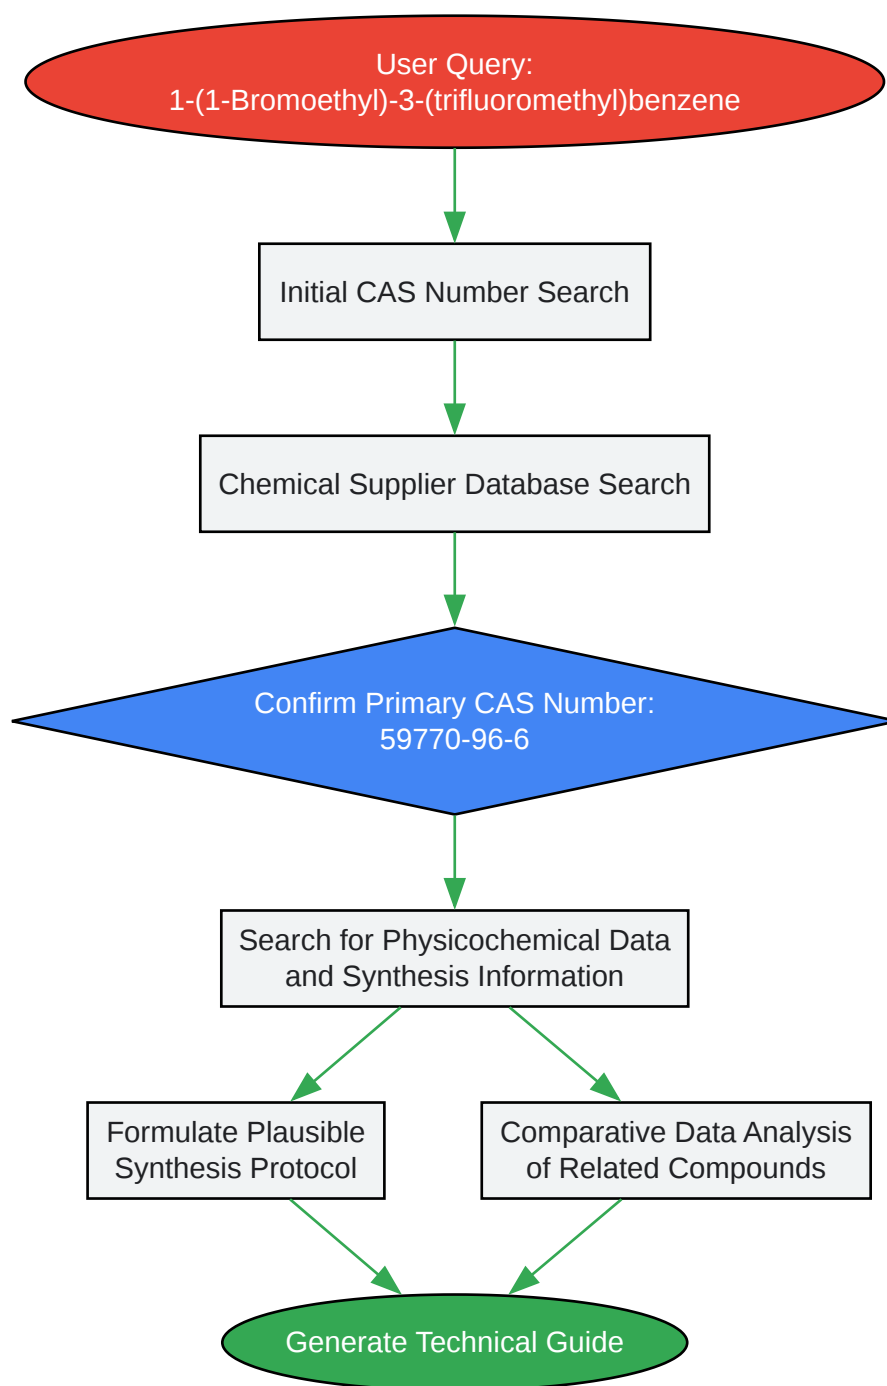 User Query:
1-(1-Bromoethyl)-3-(trifluoromethyl)benzene
Initial CAS Number Search
Chemical Supplier Database Search
Confirm Primary CAS Number:
59770-96-6
Search for Physicochemical Data
and Synthesis Information
Formulate Plausible
Synthesis Protocol
Comparative Data Analysis
of Related Compounds
Generate Technical Guide